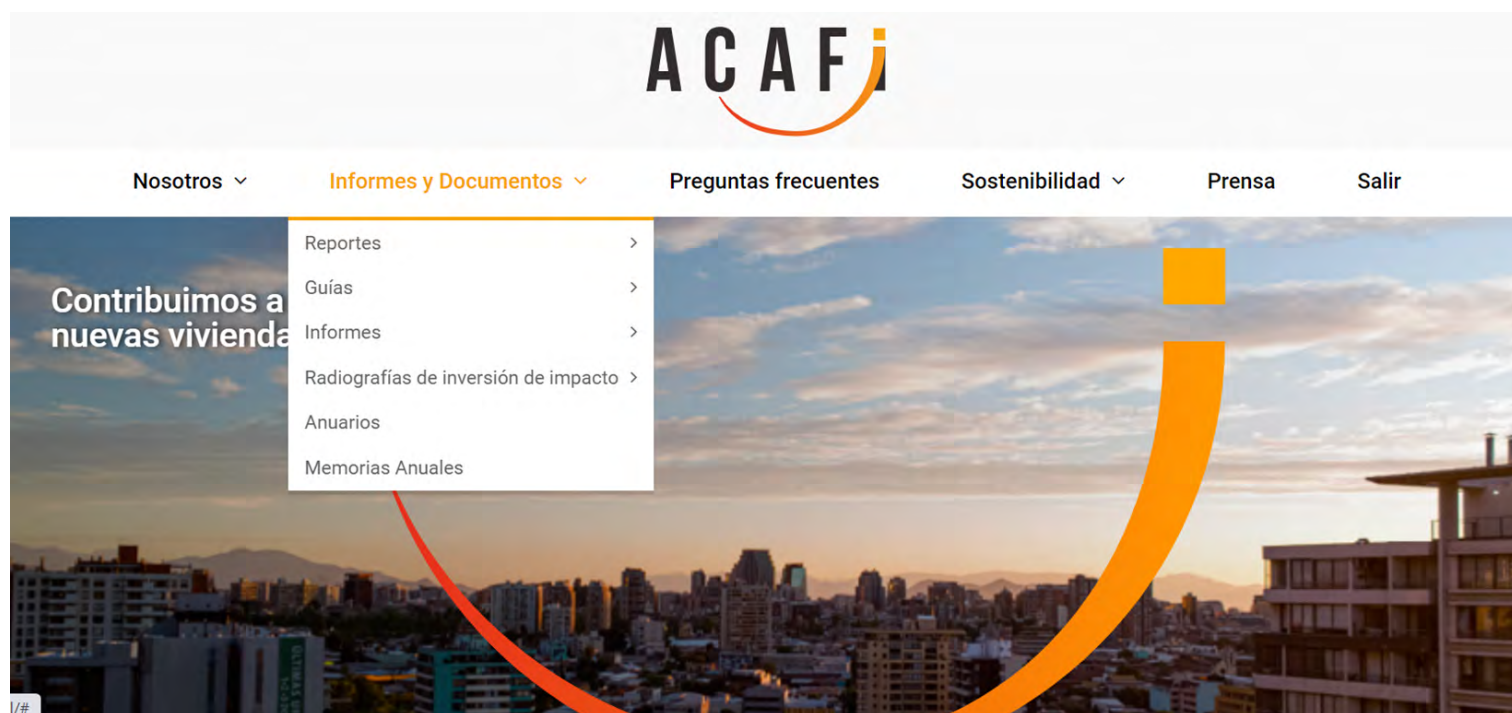 ACAFi
Nosotros
Informes y Documentos
Preguntas frecuentes
Sostenibilidad
Prensa
Salir
Reportes
Guías
Informes
Radiografías de inversión de impacto
Anuarios
Memorias Anuales
Contribuimos a
nuevas vivienda
ULTIMAS
l/#